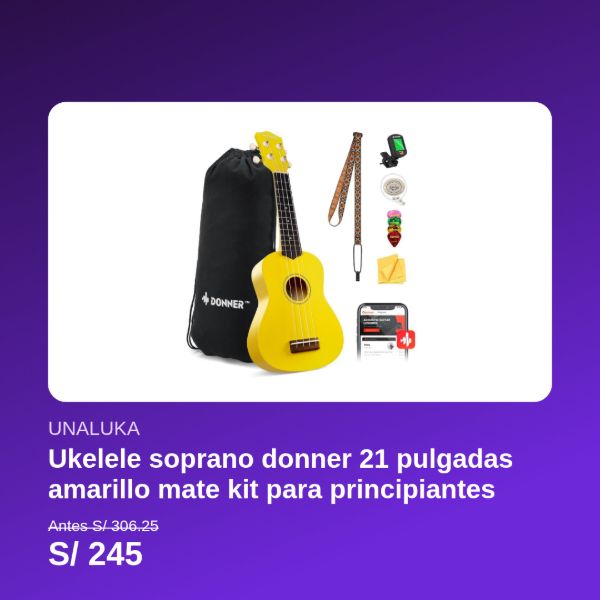 DONNER
UNALUKA
Ukelele soprano donner 21 pulgadas
amarillo mate kit para principiantes
Antes S/ 306.25
S/ 245